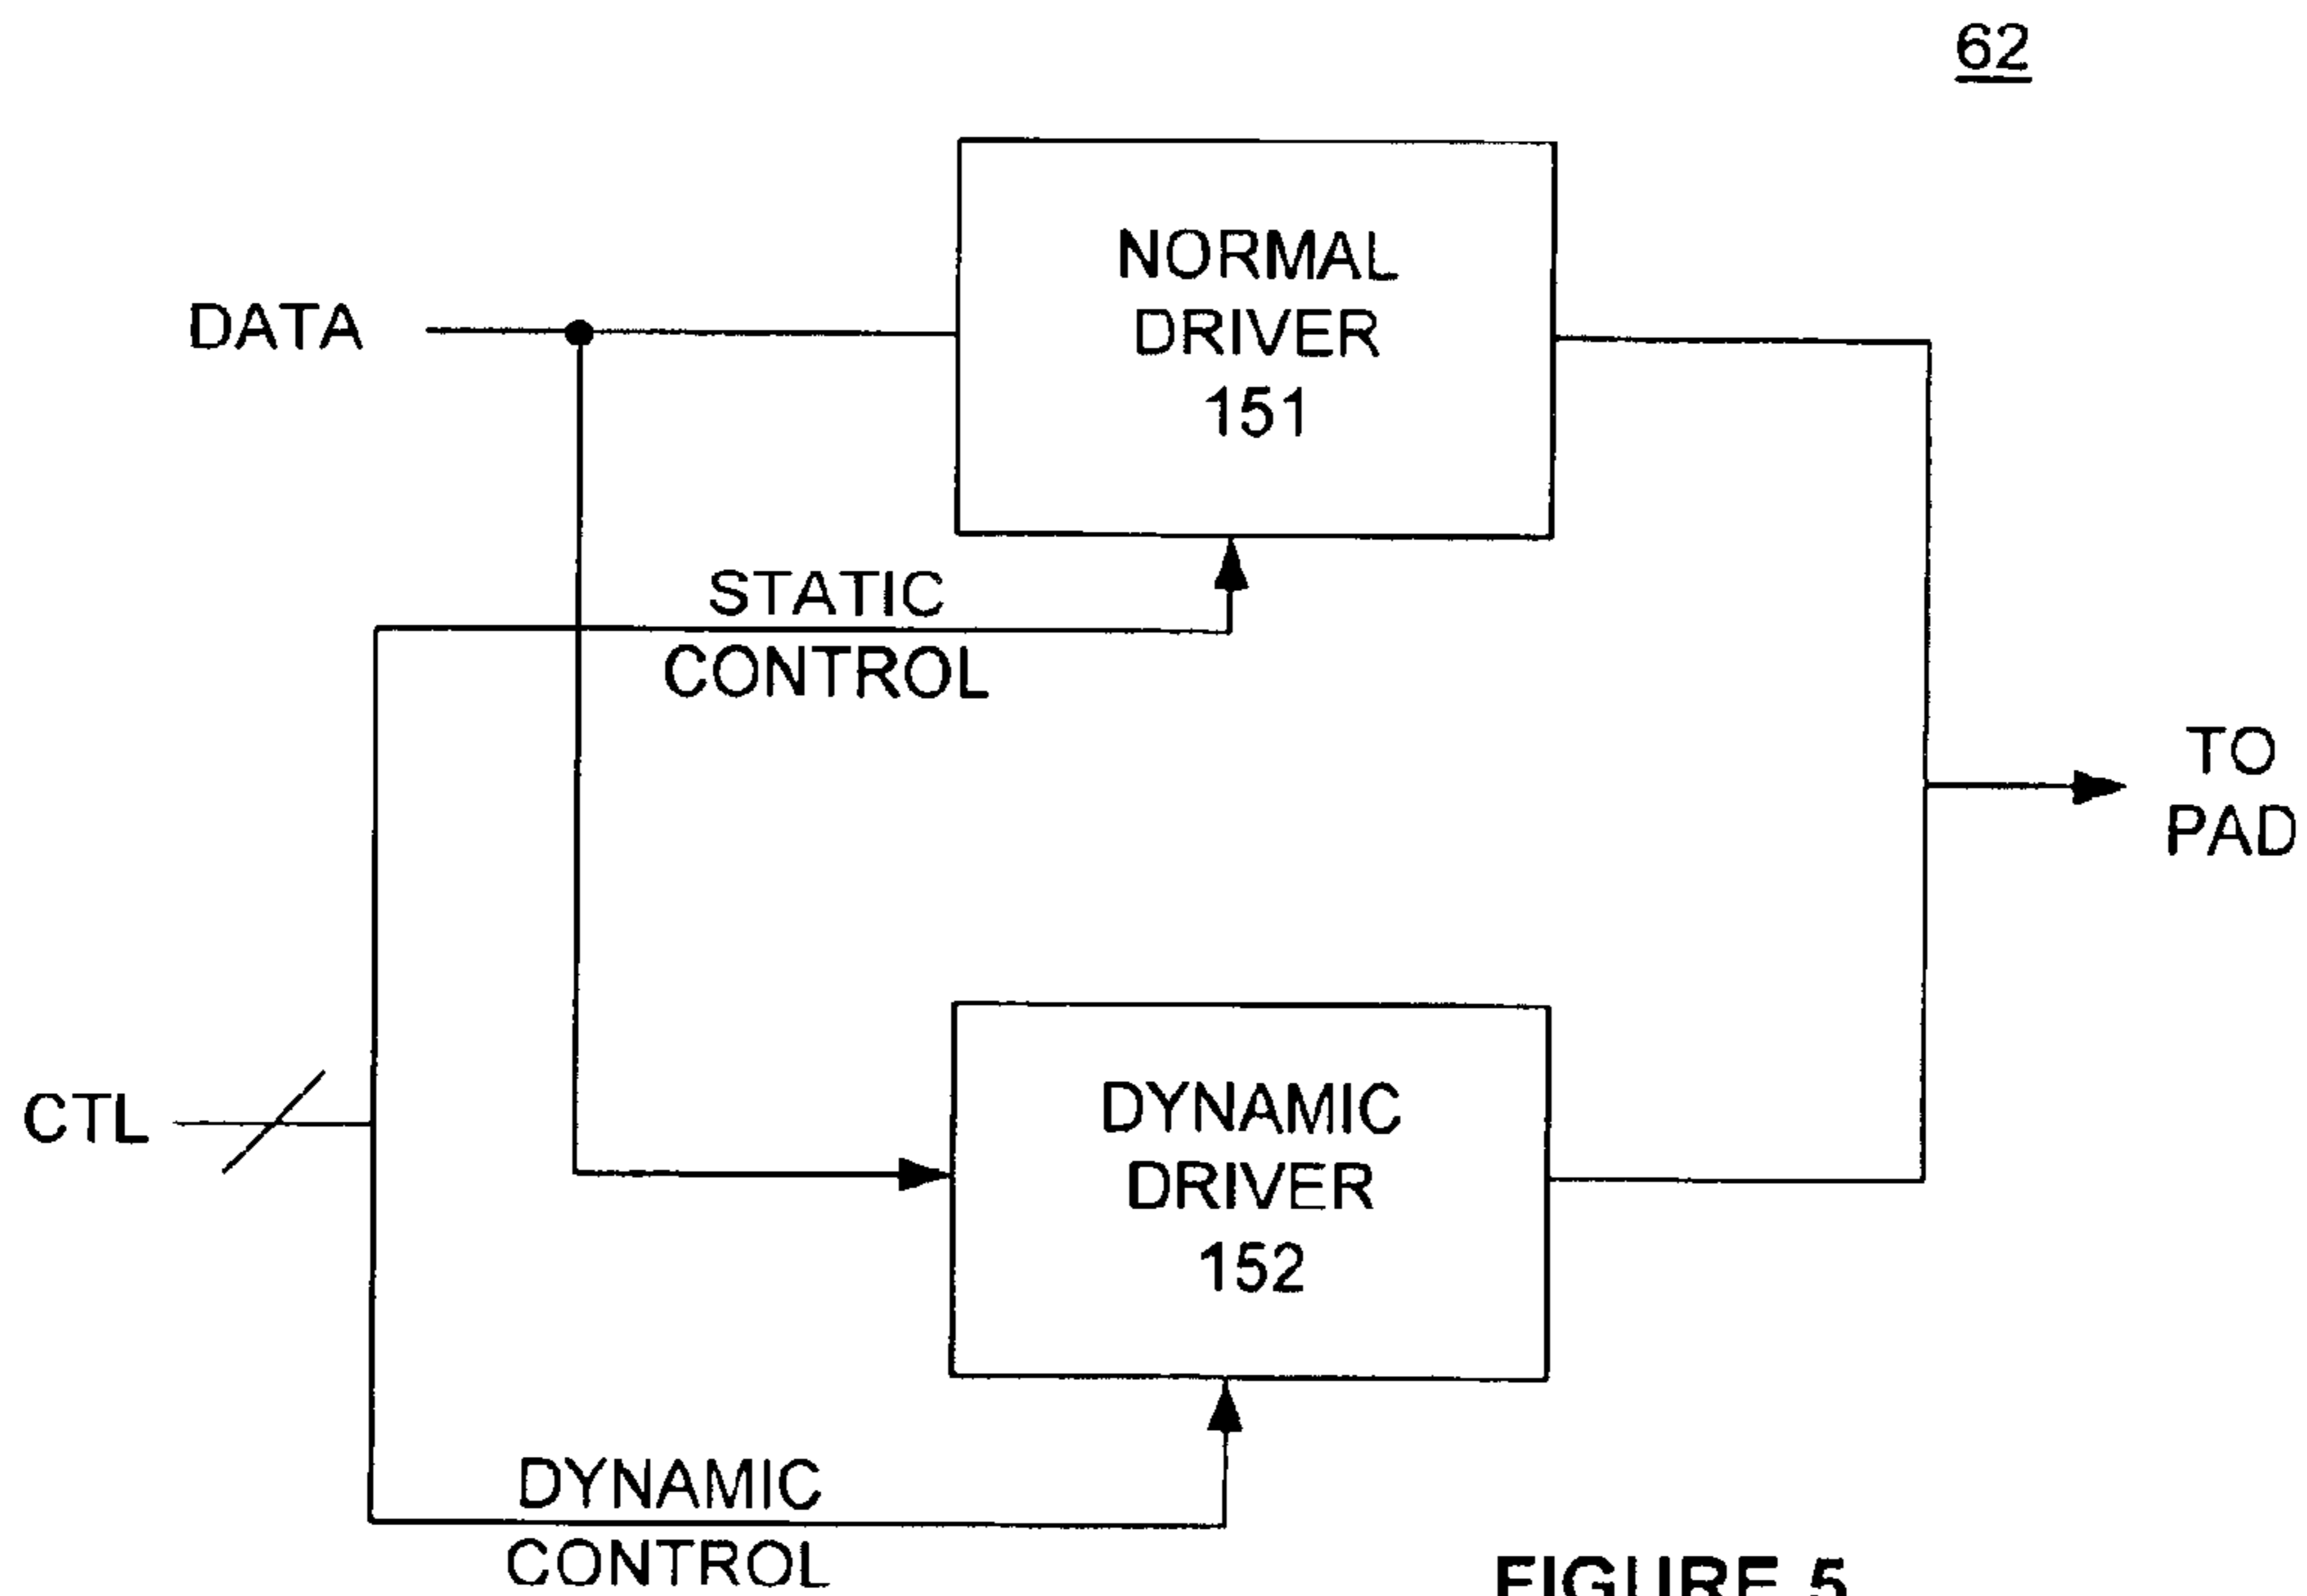 62
NORMAL
DRIVER
151
DATA
STATIC
CONTROL
TO
PAD
CTL
DYNAMIC
DRIVER
152
DYNAMIC
CONTROL
FIGURE 5